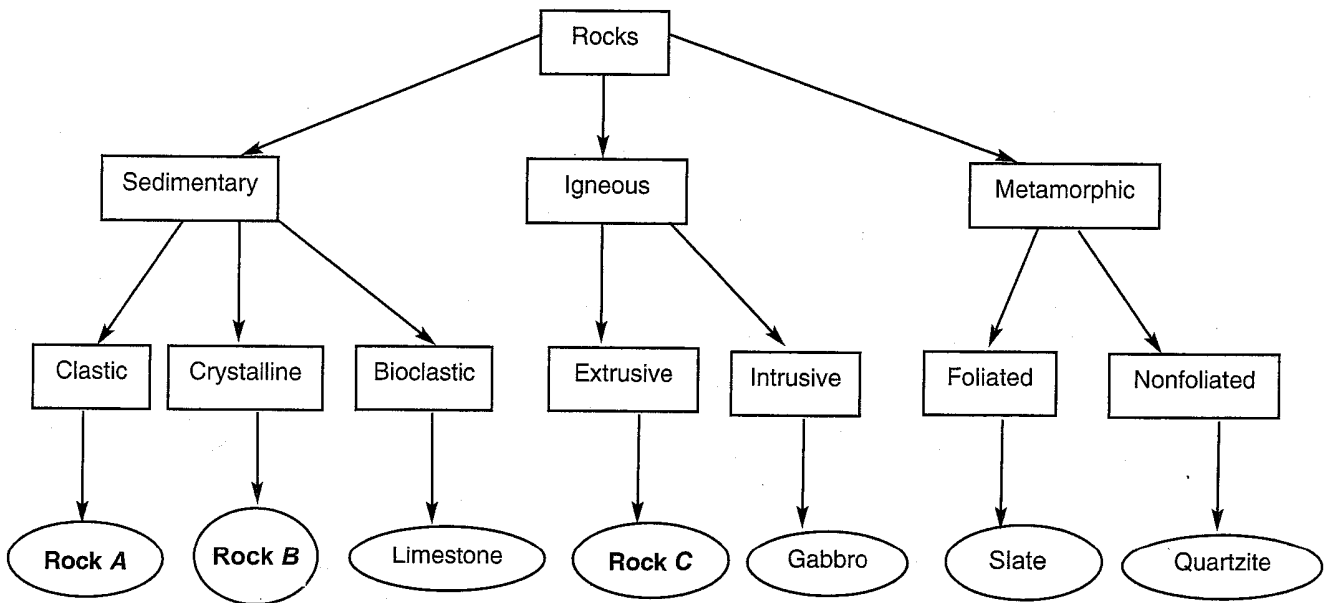 Rocks
Sedimentary
Igneous
Metamorphic
Clastic
Crystalline
Bioclastic
Extrusive
Intrusive
Foliated
Nonfoliated
Rock A
Rock B
Limestone
Rock C
Gabbro
Slate
Quartzite